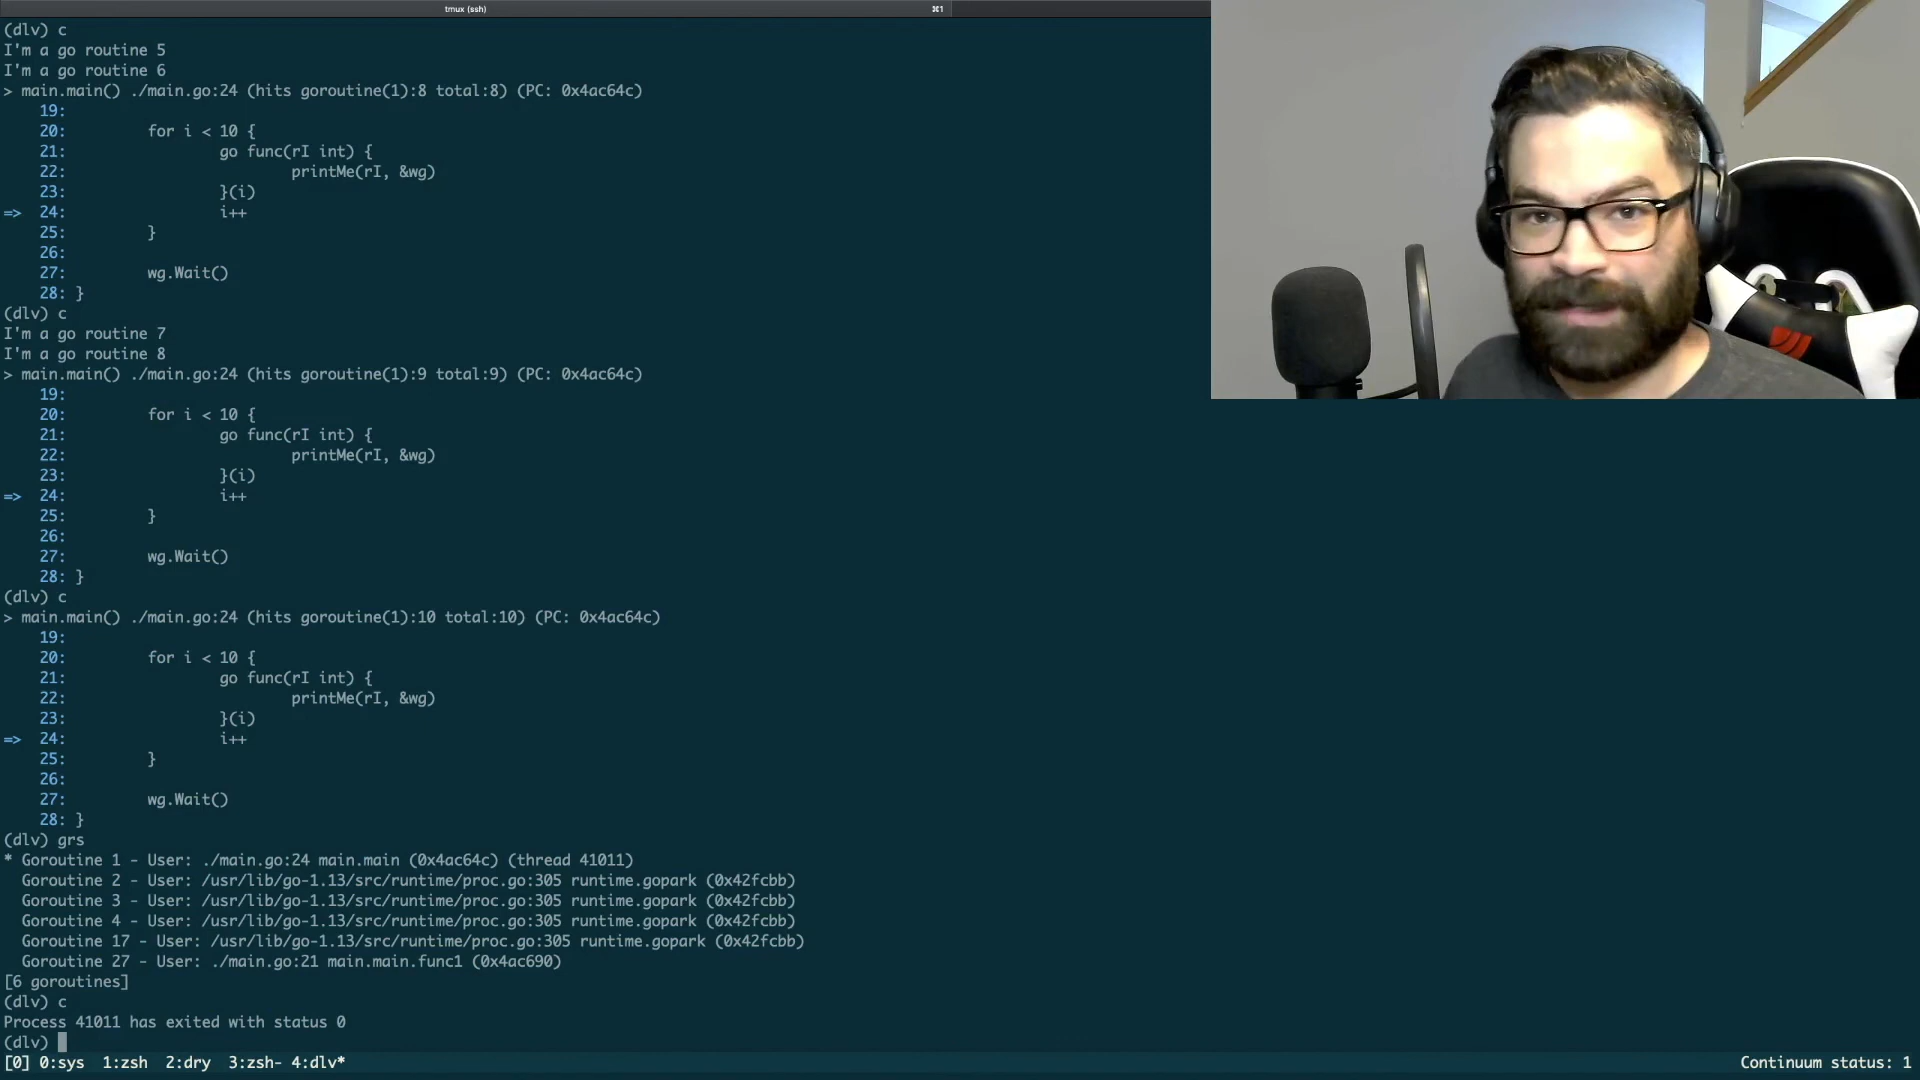 tmux (ssh)
⌘1
(dlv) c
I'm a go routine 5
I'm a go routine 6
> main.main() ./main.go:24 (hits goroutine(1):8 total:8) (PC: 0x4ac64c)
19:
20: for i < 10 {
21: go func(rI int) {
22: printMe(rI, &wg)
23: }(i)
=> 24: i++
25: }
26:
27: wg.Wait()
28: }
(dlv) c
I'm a go routine 7
I'm a go routine 8
> main.main() ./main.go:24 (hits goroutine(1):9 total:9) (PC: 0x4ac64c)
19:
20: for i < 10 {
21: go func(rI int) {
22: printMe(rI, &wg)
23: }(i)
=> 24: i++
25: }
26:
27: wg.Wait()
28: }
(dlv) c
> main.main() ./main.go:24 (hits goroutine(1):10 total:10) (PC: 0x4ac64c)
19:
20: for i < 10 {
21: go func(rI int) {
22: printMe(rI, &wg)
23: }(i)
=> 24: i++
25: }
26:
27: wg.Wait()
28: }
(dlv) grs
* Goroutine 1 - User: ./main.go:24 main.main (0x4ac64c) (thread 41011)
Goroutine 2 - User: /usr/lib/go-1.13/src/runtime/proc.go:305 runtime.gopark (0x42fcbb)
Goroutine 3 - User: /usr/lib/go-1.13/src/runtime/proc.go:305 runtime.gopark (0x42fcbb)
Goroutine 4 - User: /usr/lib/go-1.13/src/runtime/proc.go:305 runtime.gopark (0x42fcbb)
Goroutine 17 - User: /usr/lib/go-1.13/src/runtime/proc.go:305 runtime.gopark (0x42fcbb)
Goroutine 27 - User: ./main.go:21 main.main.func1 (0x4ac690)
[6 goroutines]
(dlv) c
Process 41011 has exited with status 0
(dlv)
[0] 0:sys 1:zsh 2:dry 3:zsh- 4:dlv* Continuum status: 1